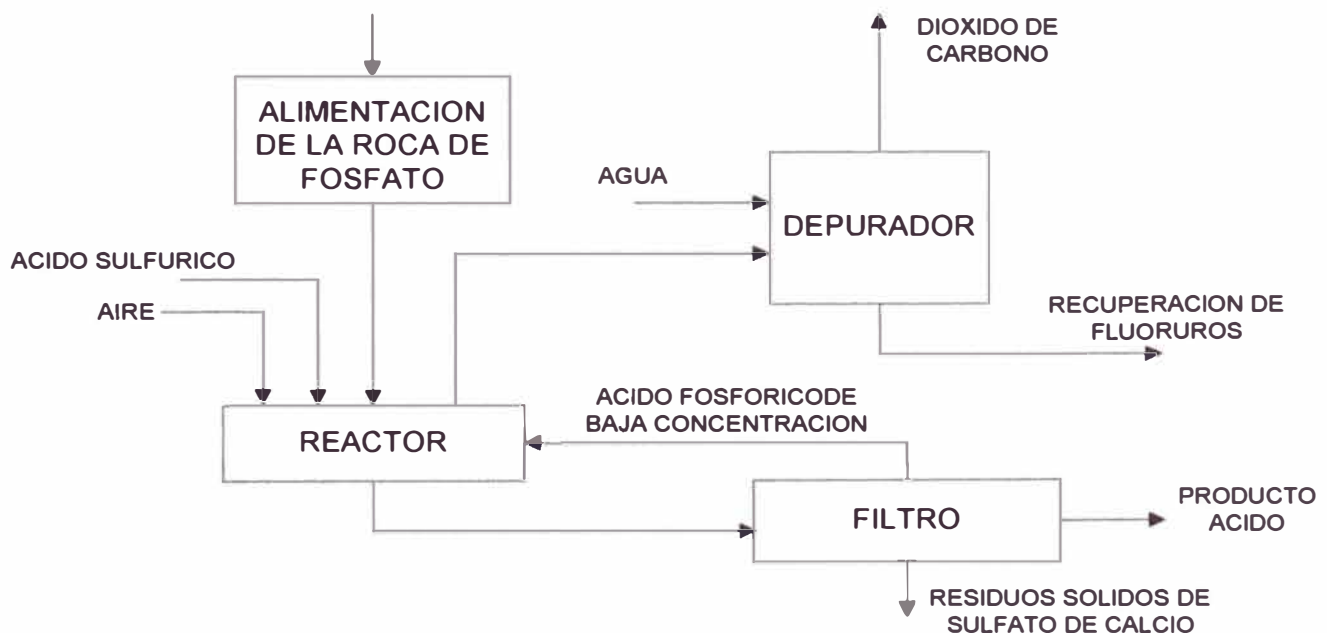 DIOXIDO DE
CARBONO
ALIMENTACION
DE LA ROCA DE
FOSFATO
AGUA
DEPURADOR
ACIDO SULFURICO
AIRE
RECUPERACION DE
FLUORUROS
ACIDO FOSFORICODE
BAJA CONCENTRACION
REACTOR
FILTRO
PRODUCTO
ACIDO
RESIDUOS SOLIDOS DE
SULFATO DE CALCIO